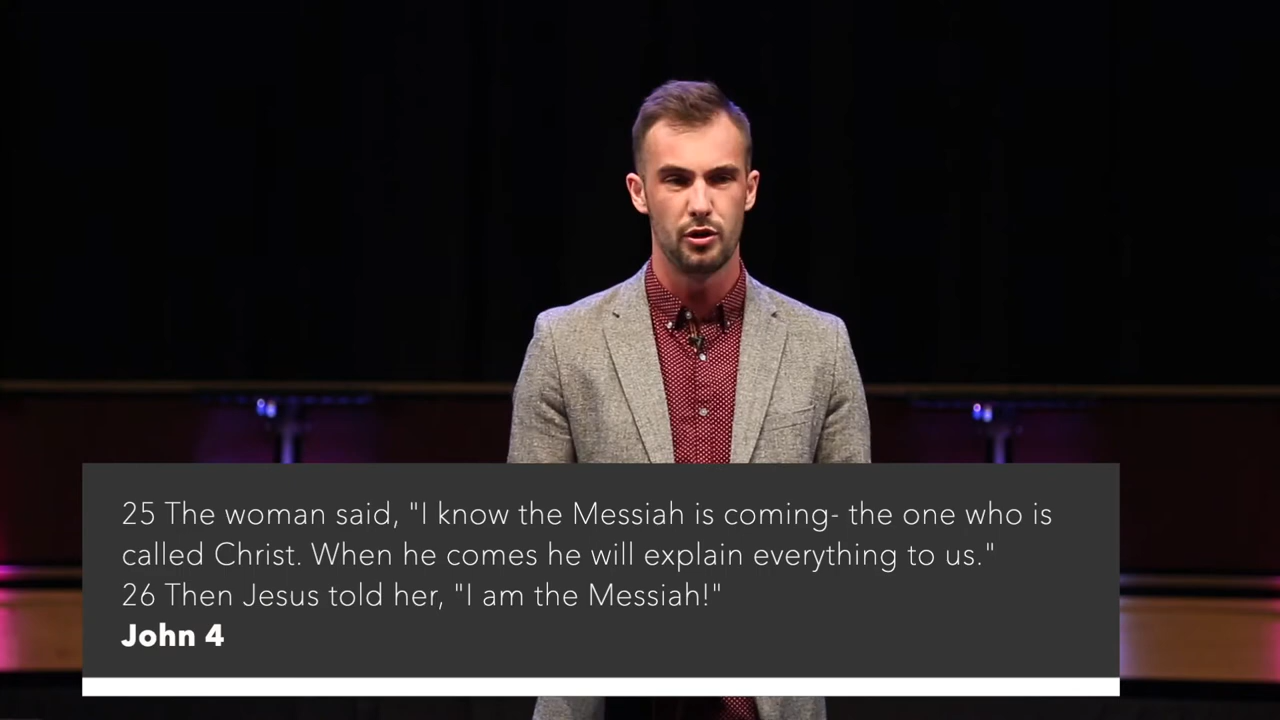 25 The woman said, "I know the Messiah is coming- the one who is
called Christ. When he comes he will explain everything to us."
26 Then Jesus told her, "I am the Messiah!"
John 4